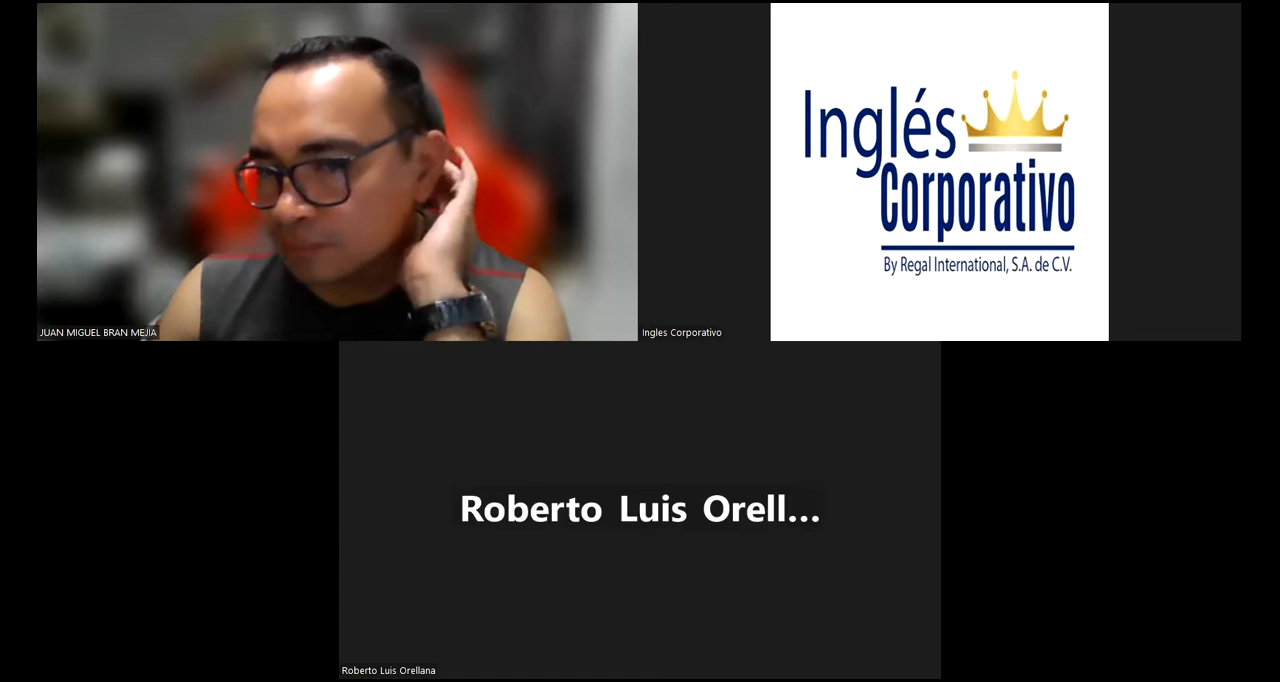 Inglés
Corporativo
By Regal International, S.A. de C.V.
JUAN MIGUEL BRAN MEJIA
Ingles Corporativo
Roberto Luis Orell...
Roberto Luis Orellana